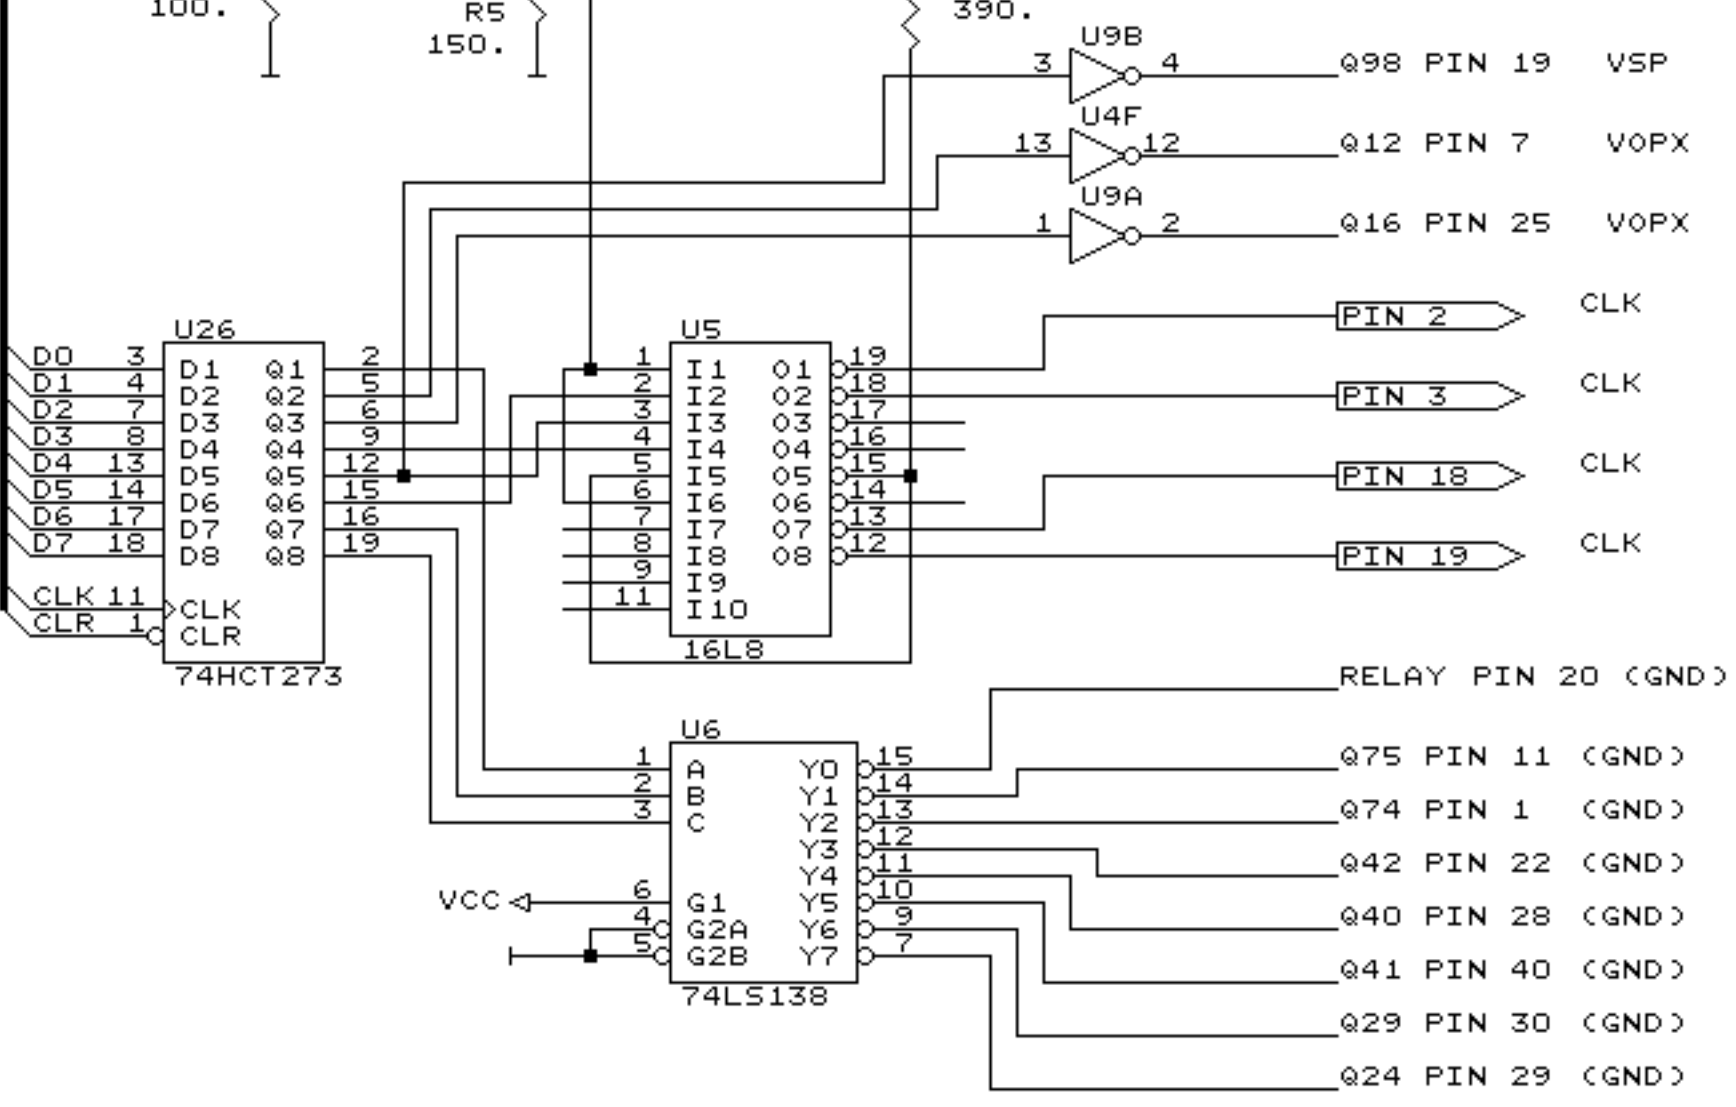 100.
R5
150.
390.
U9B
3 4 Q98 PIN 19 VSP
U4F
13 12 Q12 PIN 7 VOPX
U9A
1 2 Q16 PIN 25 VOPX
PIN 2 CLK
PIN 3 CLK
PIN 18 CLK
PIN 19 CLK
U26
D0 3 D1 Q1 2
D1 4 D2 Q2 5
D2 7 D3 Q3 6
D3 8 D4 Q4 9
D4 13 D5 Q5 12
D5 14 D6 Q6 15
D6 17 D7 Q7 16
D7 18 D8 Q8 19
CLK 11 CLK
CLR 1 CLR
74HCT273
U5
1 I1 O1 19
2 I2 O2 18
3 I3 O3 17
4 I4 O4 16
5 I5 O5 15
6 I6 O6 14
7 I7 O7 13
8 I8 O8 12
9 I9
11 I10
16L8
U6
1 A Y0 15
2 B Y1 14
3 C Y2 13
Y3 12
Y4 11
VCC 6 G1 Y5 10
4 G2A Y6 9
5 G2B Y7 7
74LS138
RELAY PIN 20 (GND)
Q75 PIN 11 (GND)
Q74 PIN 1 (GND)
Q42 PIN 22 (GND)
Q40 PIN 28 (GND)
Q41 PIN 40 (GND)
Q29 PIN 30 (GND)
Q24 PIN 29 (GND)